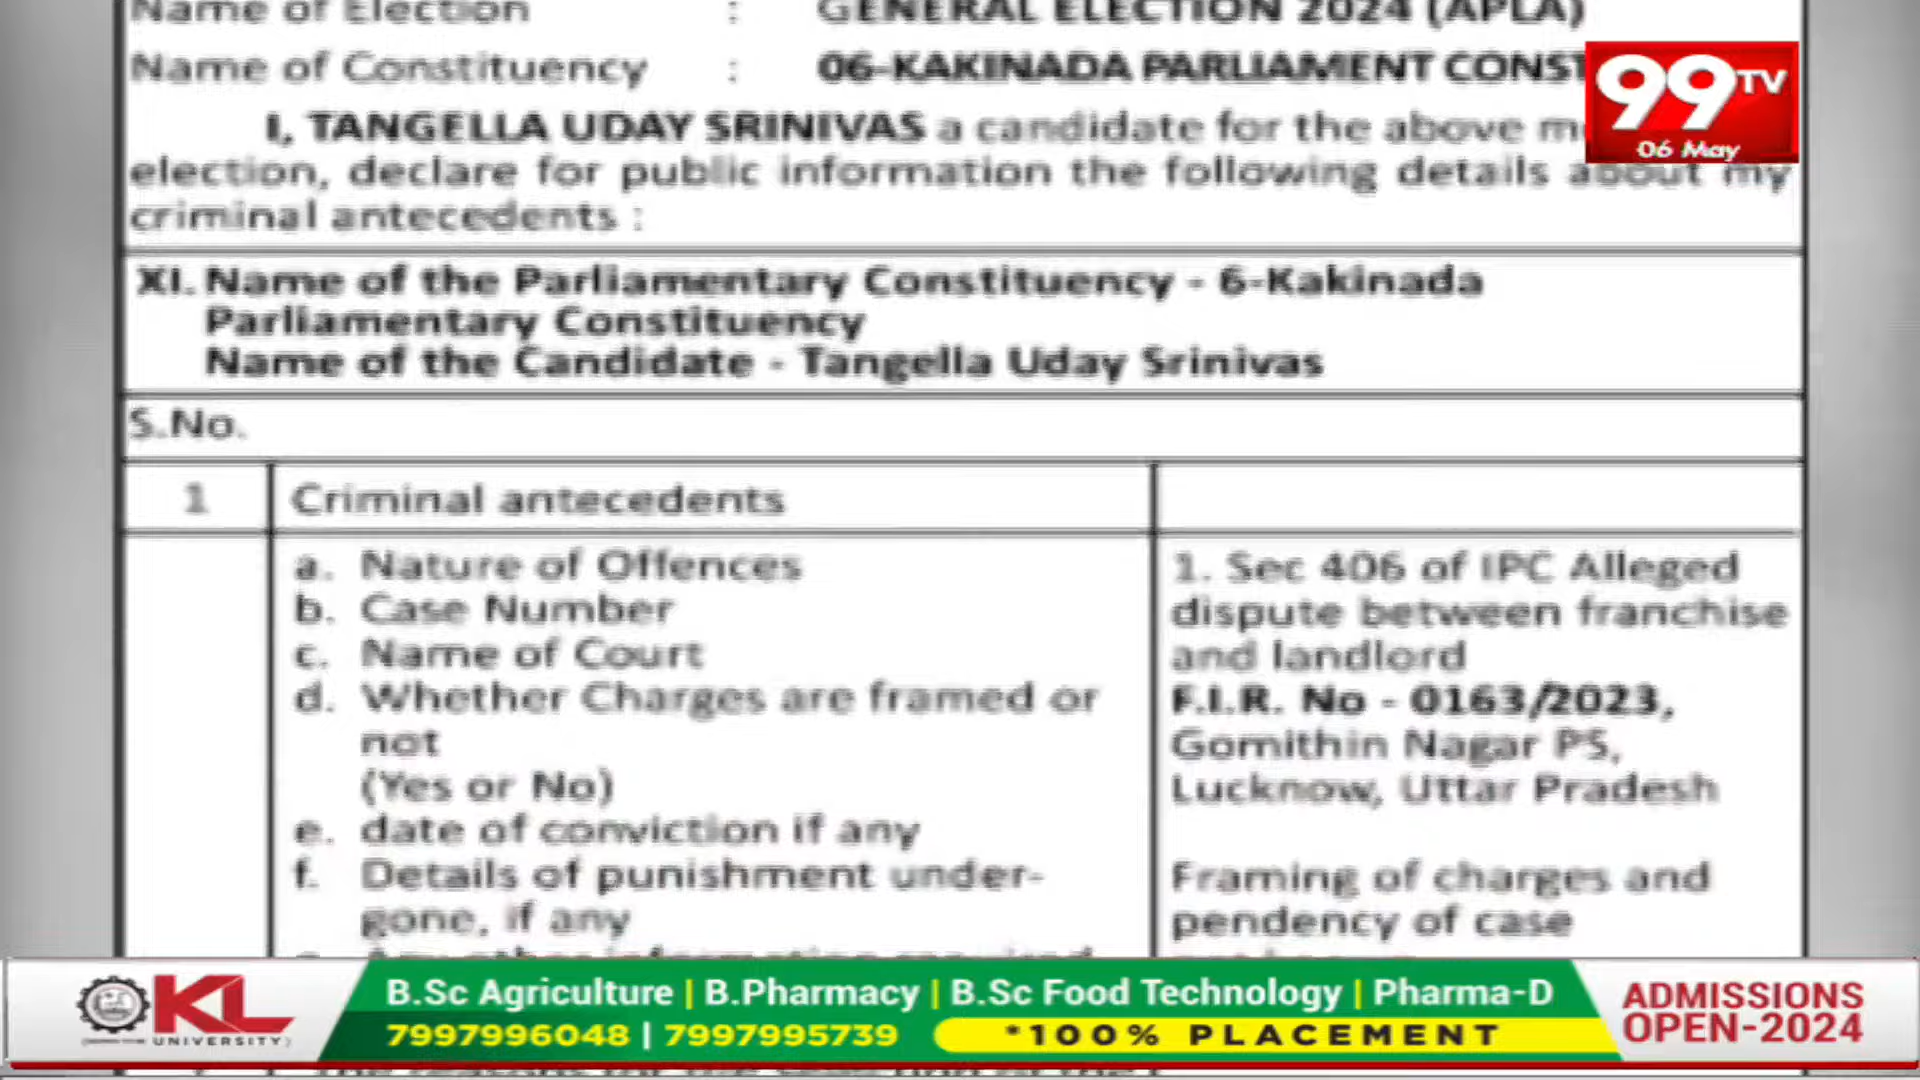 Name of Election : GENERAL ELECTION 2024 (APLA)
Name of Constituency : 06-KAKINADA PARLIAMENT CONST
I, TANGELLA UDAY SRINIVAS a candidate for the above
election, declare for public information the following details about my
criminal antecedents :
XI. Name of the Parliamentary Constituency - 6-Kakinada
Parliamentary Constituency
Name of the Candidate - Tangella Uday Srinivas
S.No.
1 Criminal antecedents
a. Nature of Offences
b. Case Number
c. Name of Court
d. Whether Charges are framed or
not
(Yes or No)
e. date of conviction if any
f. Details of punishment under-
gone, if any
Any other information required
1. Sec 406 of IPC Alleged
dispute between franchise
and landlord
F.I.R. No - 0163/2023,
Gomithin Nagar PS,
Lucknow, Uttar Pradesh
Framing of charges and
pendency of case
99TV
06 May
KL
UNIVERSITY
B.Sc Agriculture | B.Pharmacy | B.Sc Food Technology | Pharma-D
7997996048 | 7997995739
*100% PLACEMENT
ADMISSIONS
OPEN-2024